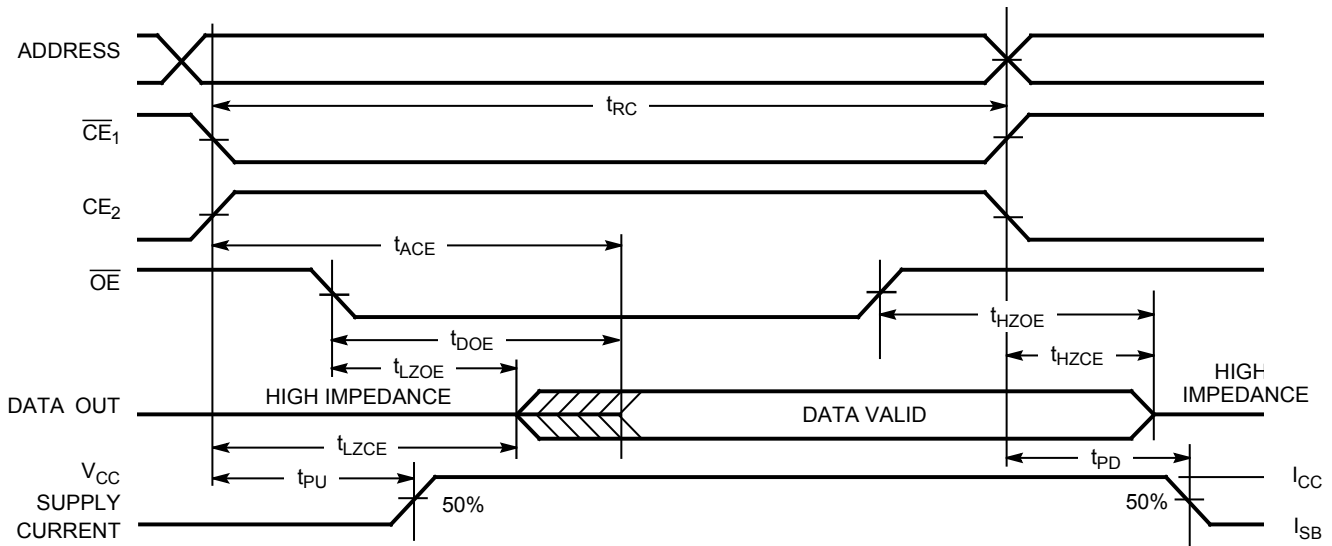 ADDRESS
tRC
CE1
CE2
tACE
OE
tHZOE
tDOE
tHZCE
tLZOE
HIGH IMPEDANCE
HIGH
IMPEDANCE
DATA OUT
DATA VALID
tLZCE
VCC
SUPPLY
CURRENT
tPU
50%
tPD
50%
ICC
ISB